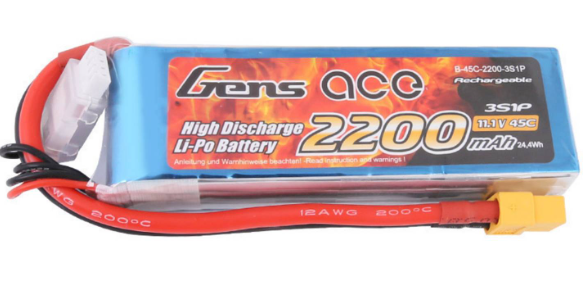 Gens ace
B-45C-2200-3S1P
Rechargeable
3S1P
11.1V 45C
High Discharge
Li-Po Battery
2200 mAh
24,4Wh
Anleitung und Warnhinweise beachten! -Read instruction and warnings !
200°C
12AWG 200°C